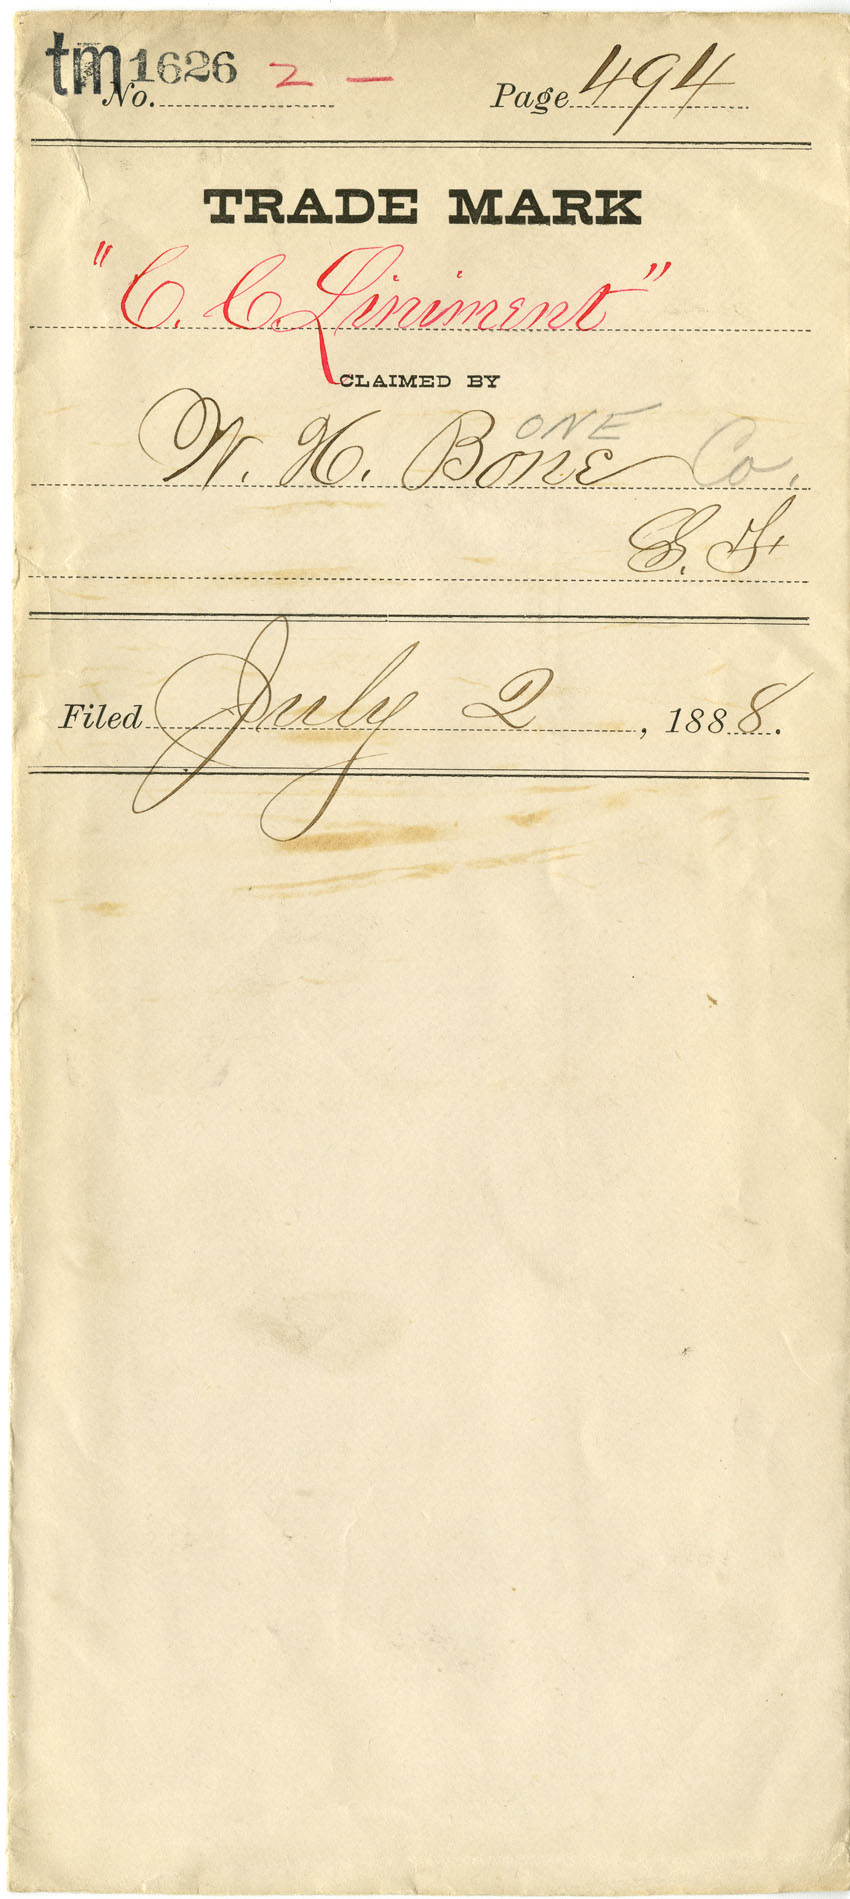 tm 1626 2 —
No. Page 494
TRADE MARK
"C. C. Liniment"
CLAIMED BY
ONE
W. H. Bone Co.
S. F.
Filed July 2, 1888.